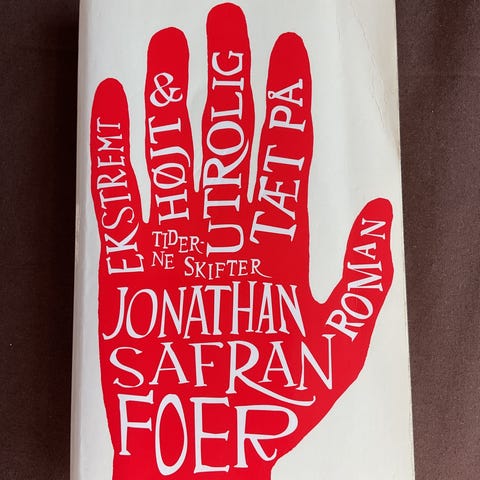 EKSTREMT
HØJT &
UTROLIG
TÆT PÅ
TIDER-
NE SKIFTER
JONATHAN
SAFRAN
FOER
ROMAN